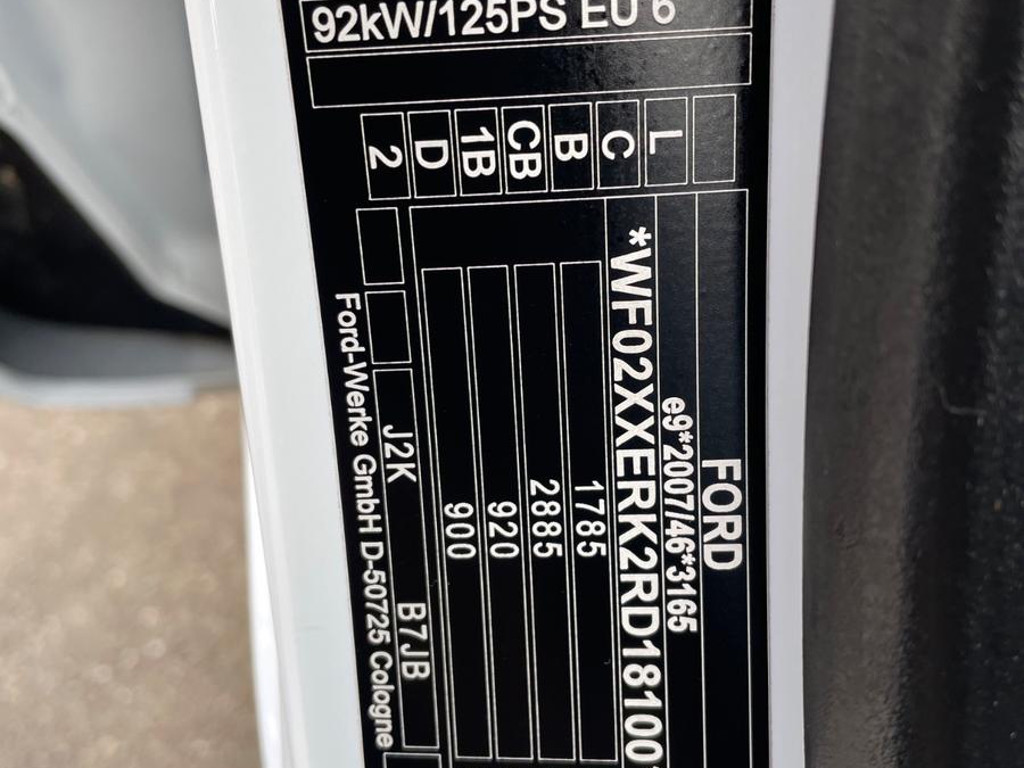 FORD
e9*2007/46*3165
*WF02XXERK2RD18100
1785
2885
920
900
J2K B7JB
Ford-Werke GmbH D-50725 Cologne
L
C
B
CB
1B
D
2
92kW/125PS EU 6